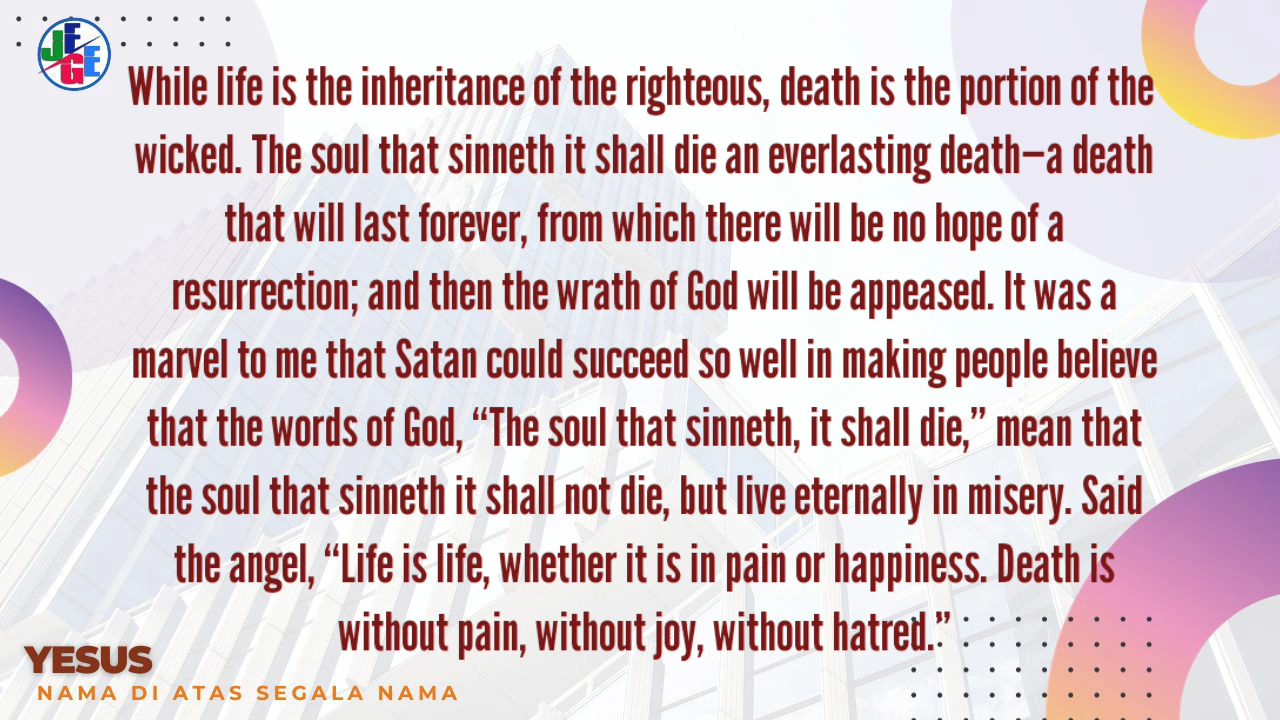 JEGE
While life is the inheritance of the righteous, death is the portion of the
wicked. The soul that sinneth it shall die an everlasting death—a death
that will last forever, from which there will be no hope of a
resurrection; and then the wrath of God will be appeased. It was a
marvel to me that Satan could succeed so well in making people believe
that the words of God, “The soul that sinneth, it shall die,” mean that
the soul that sinneth it shall not die, but live eternally in misery. Said
the angel, “Life is life, whether it is in pain or happiness. Death is
without pain, without joy, without hatred.”
YESUS
NAMA DI ATAS SEGALA NAMA